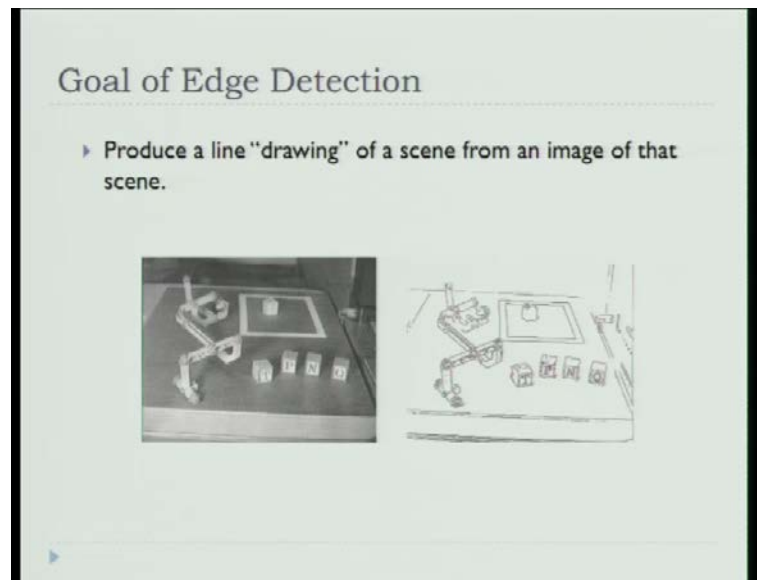 Goal of Edge Detection
Produce a line “drawing” of a scene from an image of that
scene.